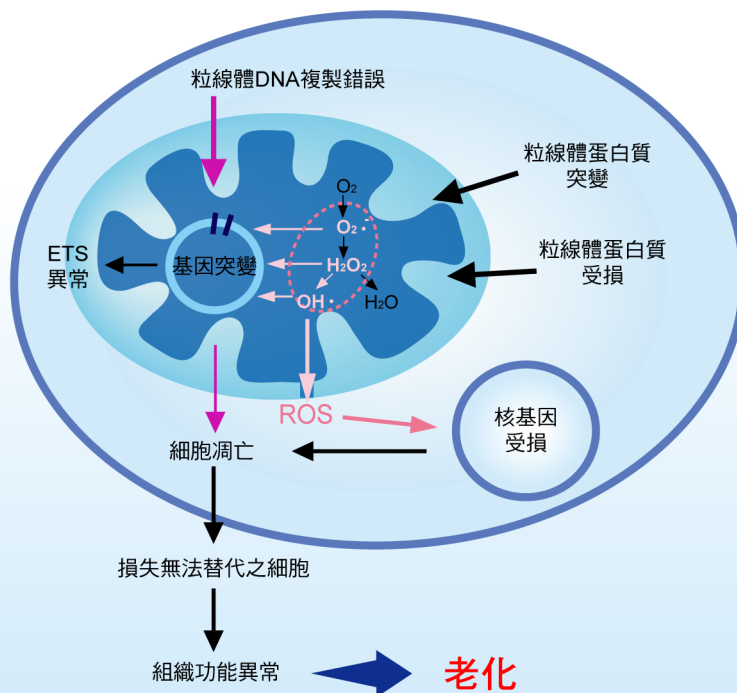 粒線體DNA複製錯誤
粒線體蛋白質
突變
O₂
O₂•⁻
ETS
異常
基因突變
H₂O₂
粒線體蛋白質
受損
OH•
H₂O
ROS
核基因
受損
細胞凋亡
損失無法替代之細胞
組織功能異常
老化